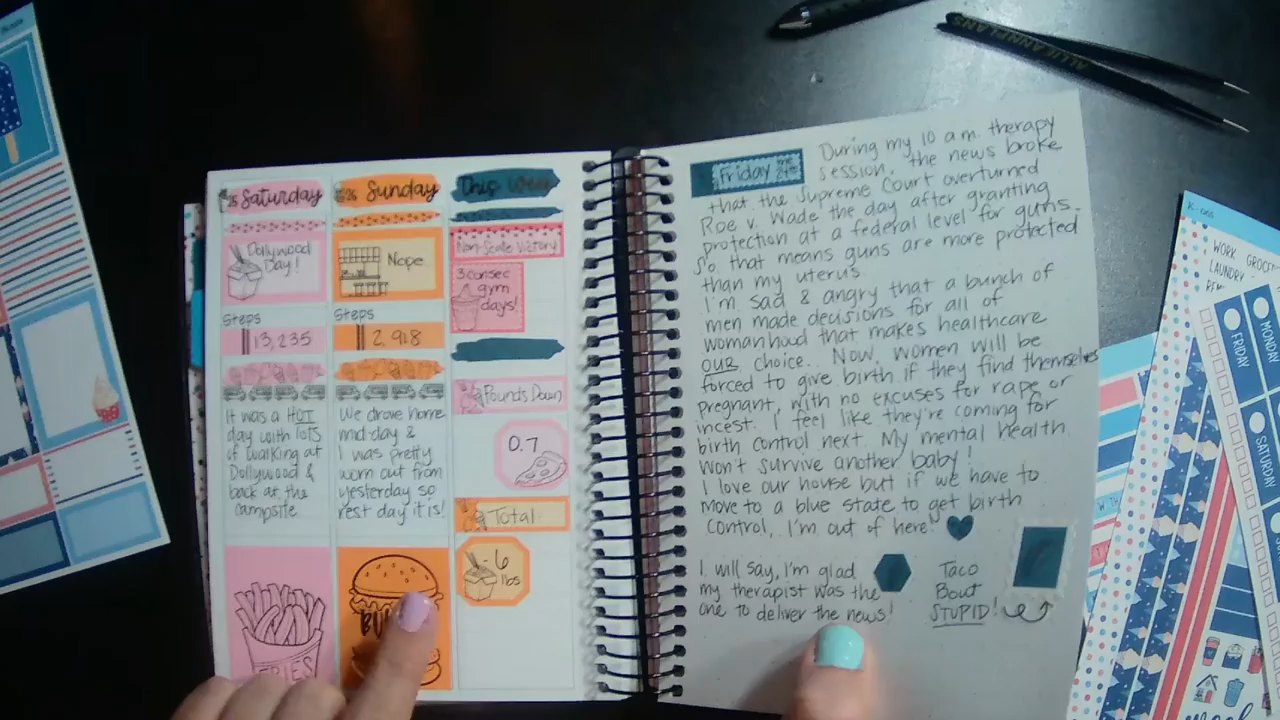 25 Saturday
Dollywood
Day!
Steps
13,235
It was a HOT
day with lots
of walking at
Dollywood &
back at the
campsite
FRIES
26 Sunday
Nope
Steps
2,918
We drove home
mid-day &
I was pretty
worn out from
yesterday so
rest day it is!
This Week
Non-Scale Victory
3 consec
gym
days!
Pounds Down
0.7
Total
6
lbs
Friday
During my 10 a.m. therapy
session, the news broke
that the Supreme Court overturned
Roe v. Wade the day after granting
protection at a federal level for guns.
So that means guns are more protected
than my uterus.
I'm sad & angry that a bunch of
men made decisions for all of
womanhood that makes healthcare
our choice... Now, women will be
forced to give birth if they find themselves
pregnant, with no excuses for rape or
incest. I feel like they're coming for
birth control next. My mental health
won't survive another baby!
I love our house but if we have to
move to a blue state to get birth
control, I'm out of here!
I will say, I'm glad
my therapist was the
one to deliver the news!
Taco
Bout
STUPID!
ALLIEANNPLANS
WORK
LAUNDRY
MONDAY
FRIDAY
SATURDAY